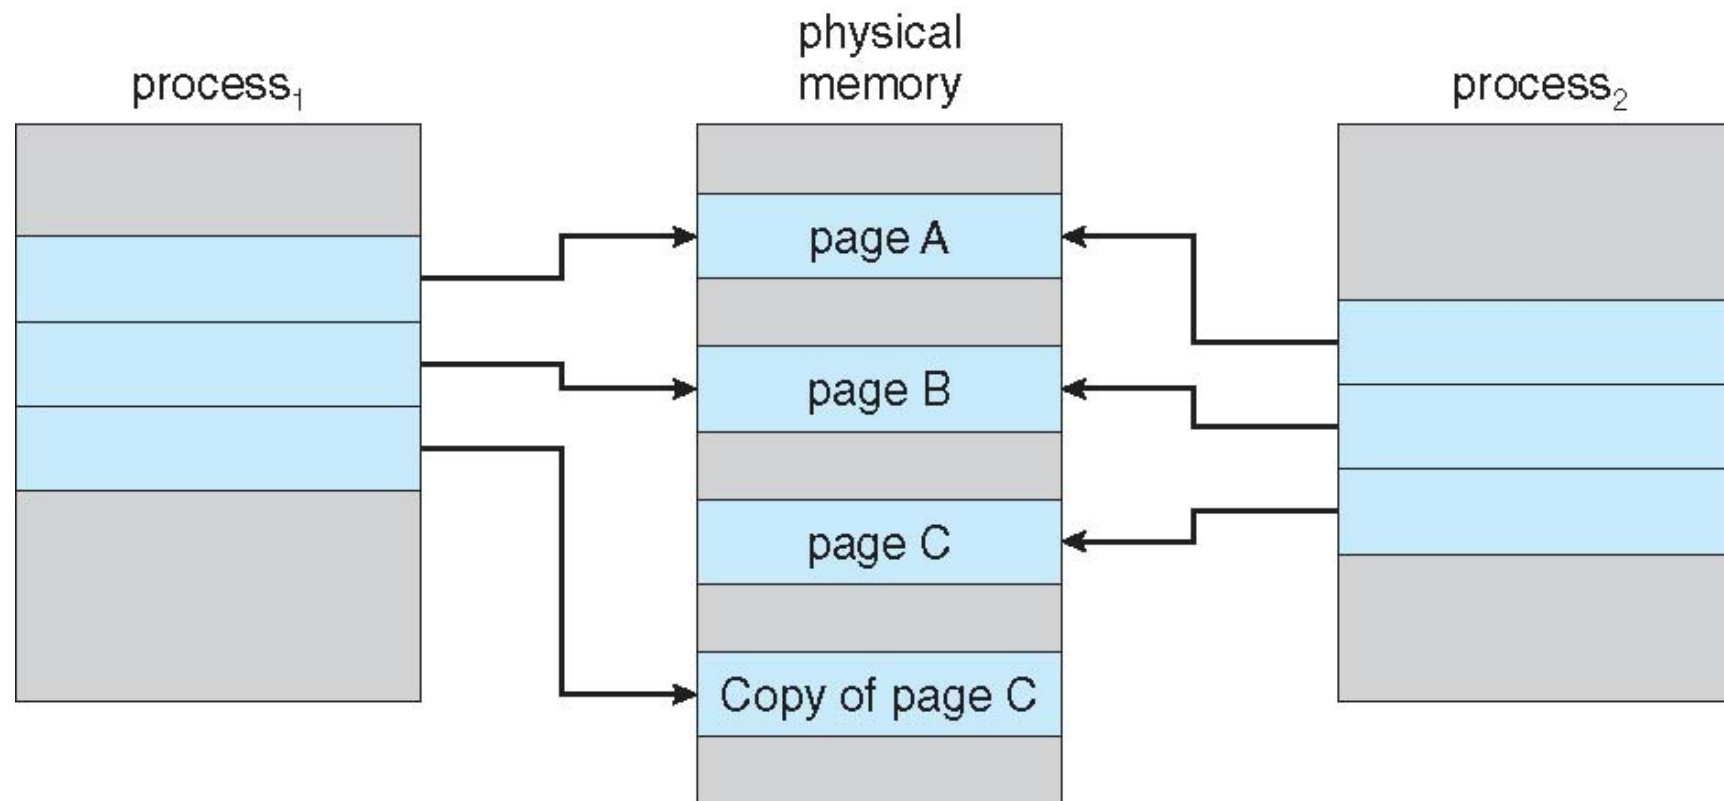 process₁
physical
memory
process₂
page A
page B
page C
Copy of page C